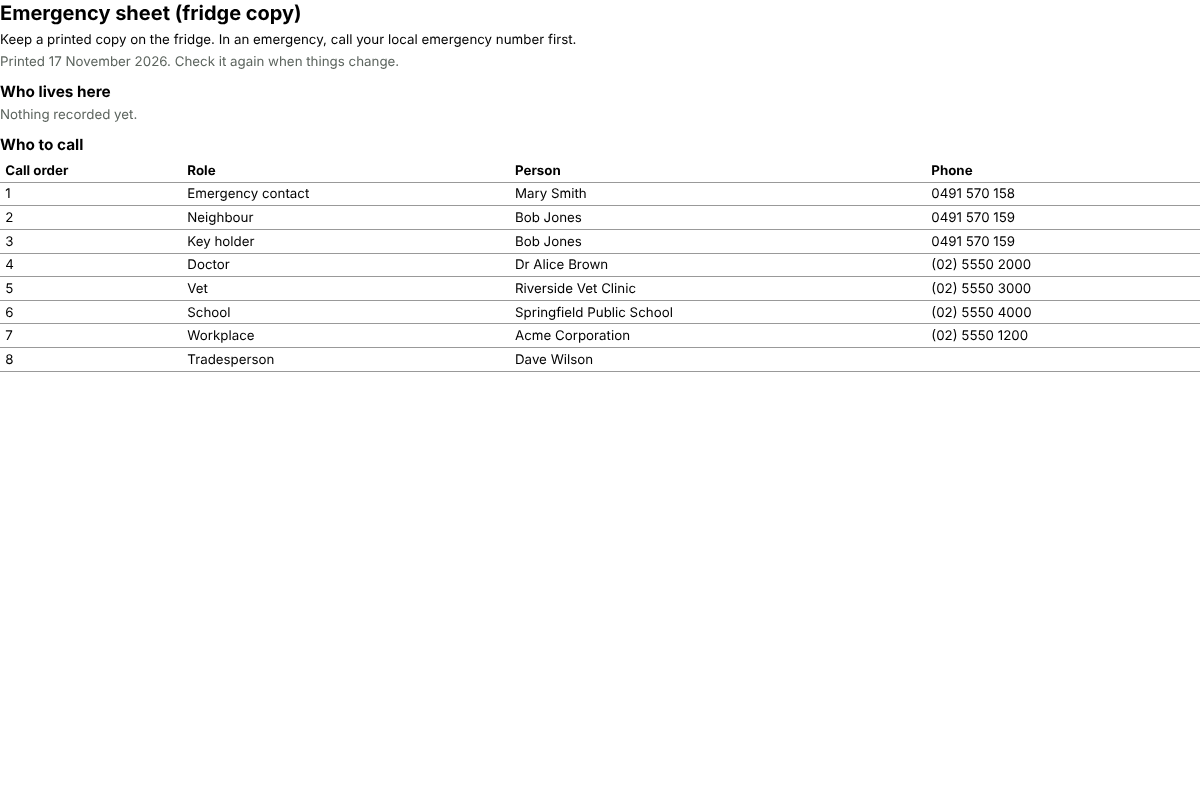 Emergency sheet (fridge copy)
Keep a printed copy on the fridge. In an emergency, call your local emergency number first.
Printed 17 November 2026. Check it again when things change.
Who lives here
Nothing recorded yet.
Who to call
Call order Role Person Phone
1 Emergency contact Mary Smith 0491 570 158
2 Neighbour Bob Jones 0491 570 159
3 Key holder Bob Jones 0491 570 159
4 Doctor Dr Alice Brown (02) 5550 2000
5 Vet Riverside Vet Clinic (02) 5550 3000
6 School Springfield Public School (02) 5550 4000
7 Workplace Acme Corporation (02) 5550 1200
8 Tradesperson Dave Wilson